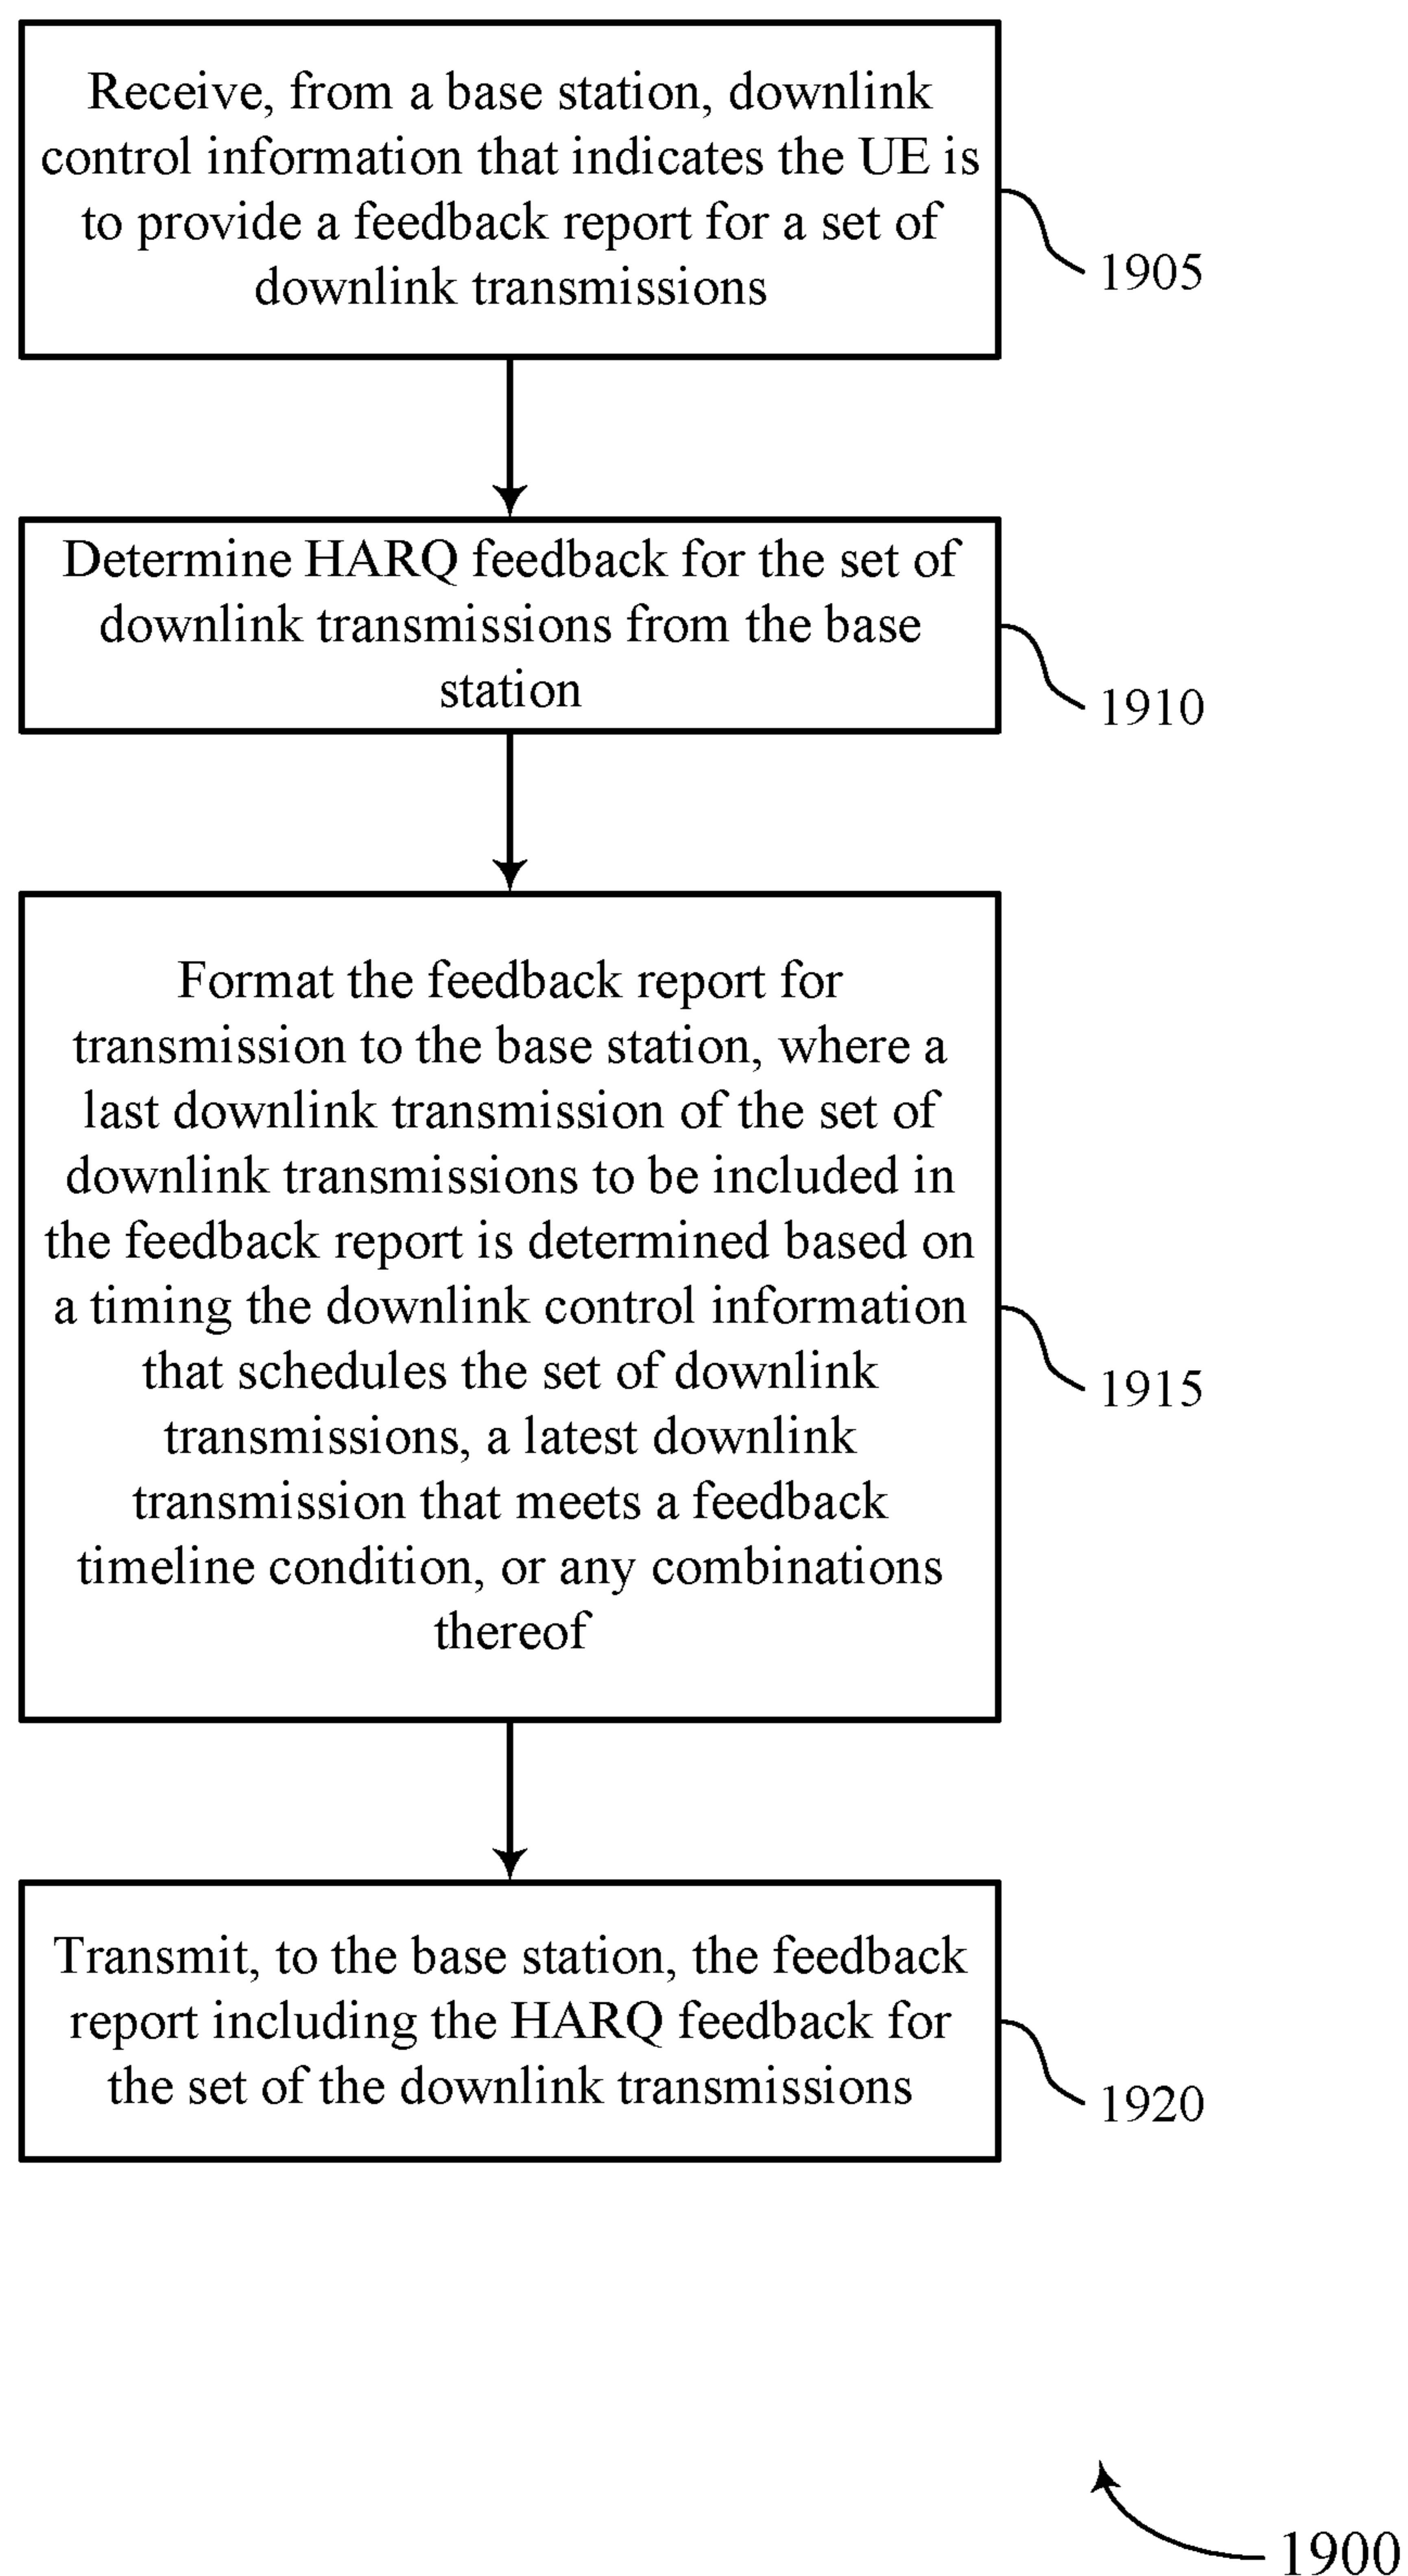 Receive, from a base station, downlink
control information that indicates the UE is
to provide a feedback report for a set of
downlink transmissions
1905
Determine HARQ feedback for the set of
downlink transmissions from the base
station
1910
Format the feedback report for
transmission to the base station, where a
last downlink transmission of the set of
downlink transmissions to be included in
the feedback report is determined based on
a timing the downlink control information
that schedules the set of downlink
transmissions, a latest downlink
transmission that meets a feedback
timeline condition, or any combinations
thereof
1915
Transmit, to the base station, the feedback
report including the HARQ feedback for
the set of the downlink transmissions
1920
1900